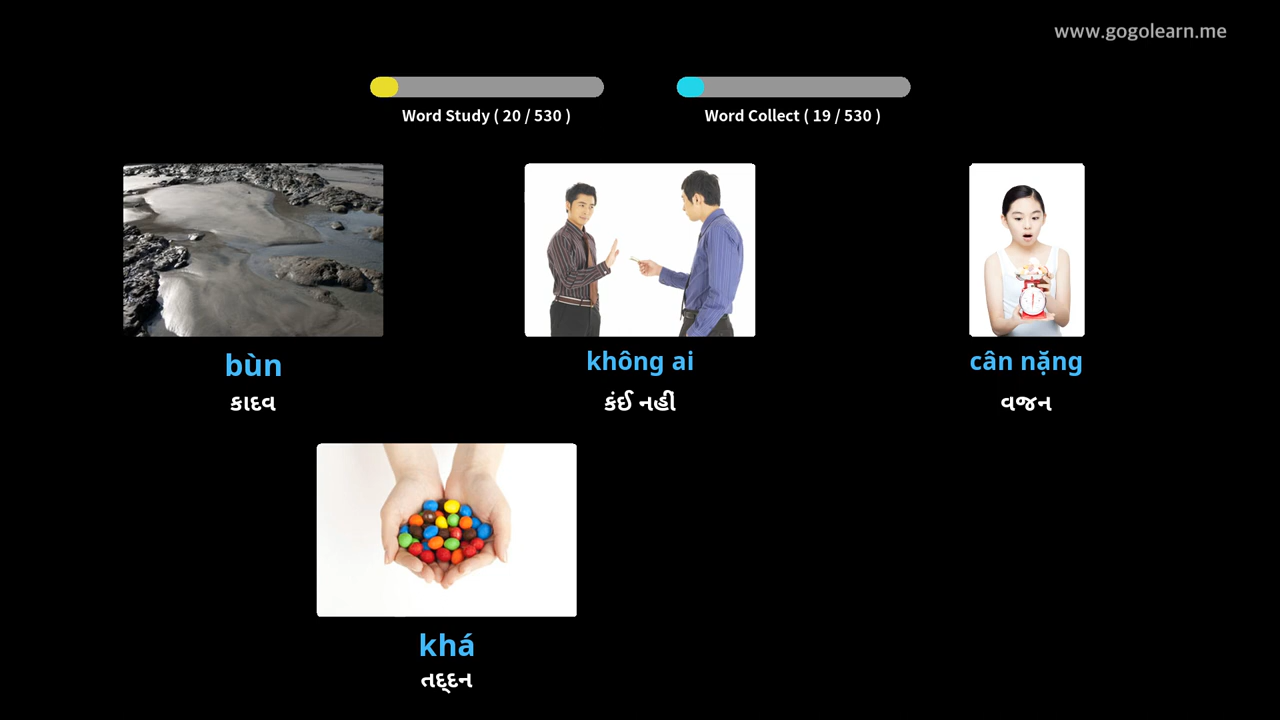 www.gogolearn.me
Word Study ( 20 / 530 )
Word Collect ( 19 / 530 )
bùn
không ai
cân nặng
કાદવ
કંઈ નહીં
વજન
khá
તદ્દન